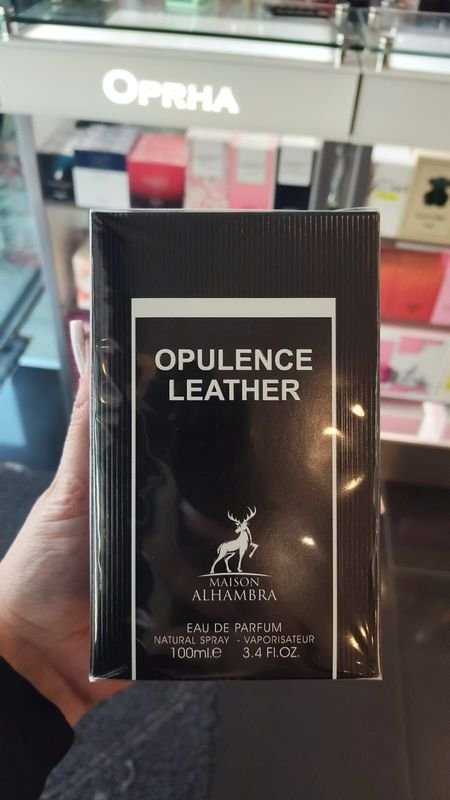 OPRHA
OPULENCE
LEATHER
MAISON
ALHAMBRA
EAU DE PARFUM
NATURAL SPRAY - VAPORISATEUR
100ml.e 3.4 Fl.OZ.